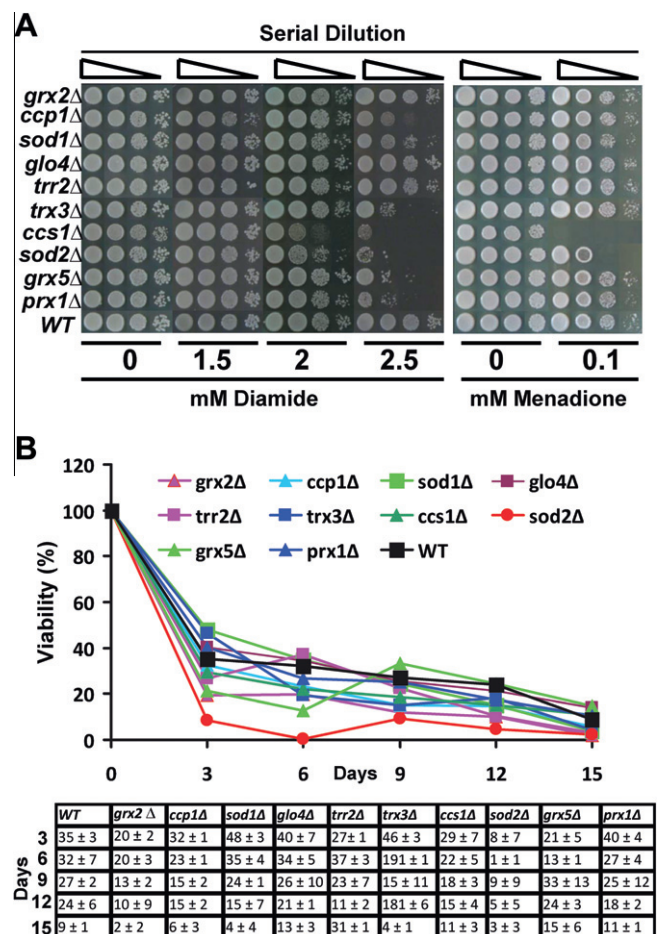 A
Serial Dilution
grx2Δ
ccp1Δ
sod1Δ
glo4Δ
trr2Δ
trx3Δ
ccs1Δ
sod2Δ
grx5Δ
prx1Δ
WT
0 1.5 2 2.5 0 0.1
mM Diamide mM Menadione
B
120
100
80
60
40
20
0
Viability (%)
grx2Δ ccp1Δ sod1Δ glo4Δ
trr2Δ trx3Δ ccs1Δ sod2Δ
grx5Δ prx1Δ WT
0 3 6 Days 9 12 15
WT grx2 Δ ccp1Δ sod1Δ glo4Δ trr2Δ trx3Δ ccs1Δ sod2Δ grx5Δ prx1Δ
Days
3 35 ± 3 20 ± 2 32 ± 1 48 ± 3 40 ± 7 27± 1 46 ± 3 29 ± 7 8 ± 7 21 ± 5 40 ± 4
6 32 ± 7 20 ± 3 23 ± 1 35 ± 4 34 ± 5 37 ± 3 191 ± 1 22 ± 5 1 ± 1 13 ± 1 27 ± 4
9 27 ± 2 13 ± 2 15 ± 2 24 ± 1 26 ± 10 23 ± 7 15 ± 11 18 ± 3 9 ± 9 33 ± 13 25 ± 12
12 24 ± 6 10 ± 9 15 ± 2 15 ± 7 21 ± 1 11 ± 2 181 ± 6 15 ± 4 5 ± 5 24 ± 3 18 ± 2
15 9 ± 1 2 ± 2 6 ± 3 4 ± 4 13 ± 3 31 ± 1 4 ± 1 11 ± 3 3 ± 3 15 ± 6 11 ± 1